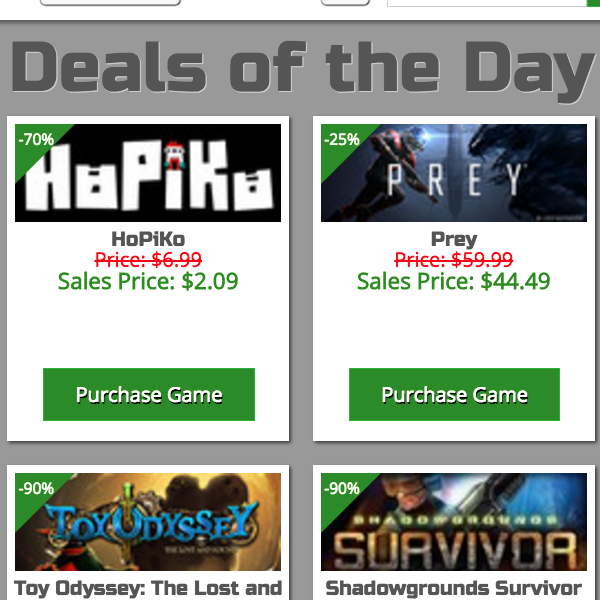 Deals of the Day
-70%
HoPiKo
HoPiKo
Price: $6.99
Sales Price: $2.09
Purchase Game
-25%
PREY
Prey
Price: $59.99
Sales Price: $44.49
Purchase Game
-90%
TOY ODYSSEY
THE LOST AND
Toy Odyssey: The Lost and
-90%
SHADOWGROUNDS
SURVIVOR
Shadowgrounds Survivor